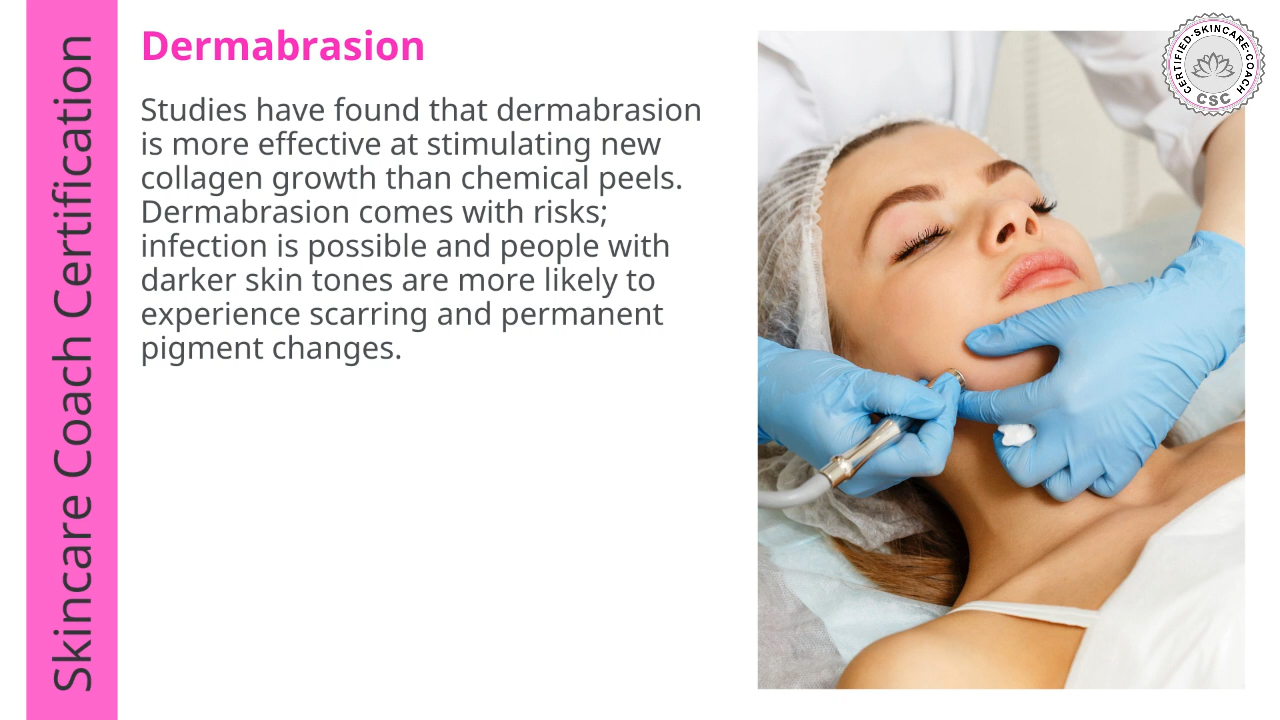 Skincare Coach Certification
Dermabrasion
Studies have found that dermabrasion
is more effective at stimulating new
collagen growth than chemical peels.
Dermabrasion comes with risks;
infection is possible and people with
darker skin tones are more likely to
experience scarring and permanent
pigment changes.
CERTIFIED-SKINCARE-COACH
CSC